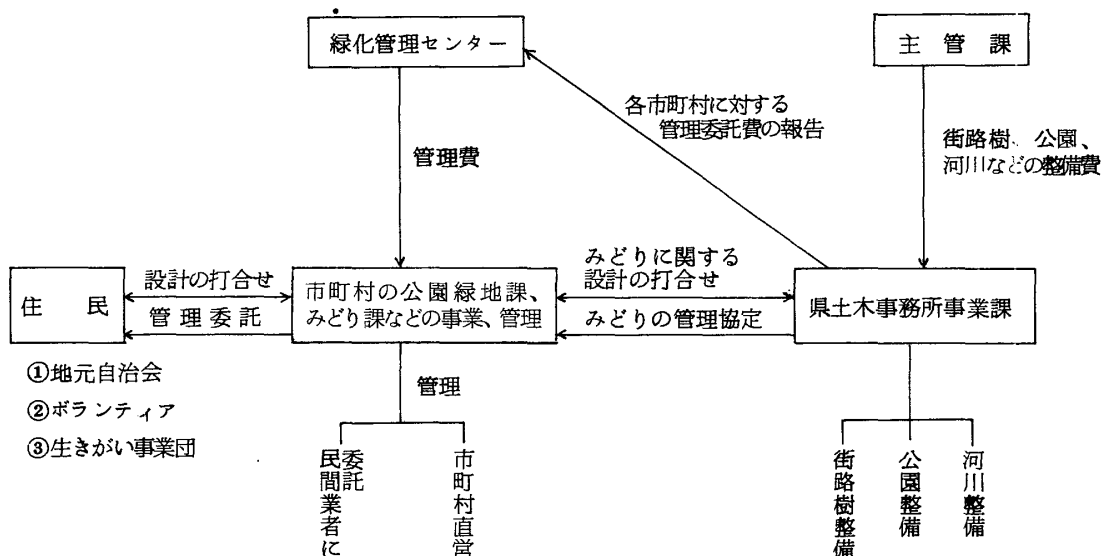 緑化管理センター
主管課
各市町村に対する
管理委託費の報告
管理費
街路樹、公園、
河川などの整備費
みどりに関する
設計の打合せ
設計の打合せ
住民
市町村の公園緑地課、
みどり課などの事業、管理
県土木事務所事業課
管理委託
みどりの管理協定
①地元自治会
②ボランティア
③生きがい事業団
管理
委託
民間業者に
市町村直営
街路樹整備
公園整備
河川整備